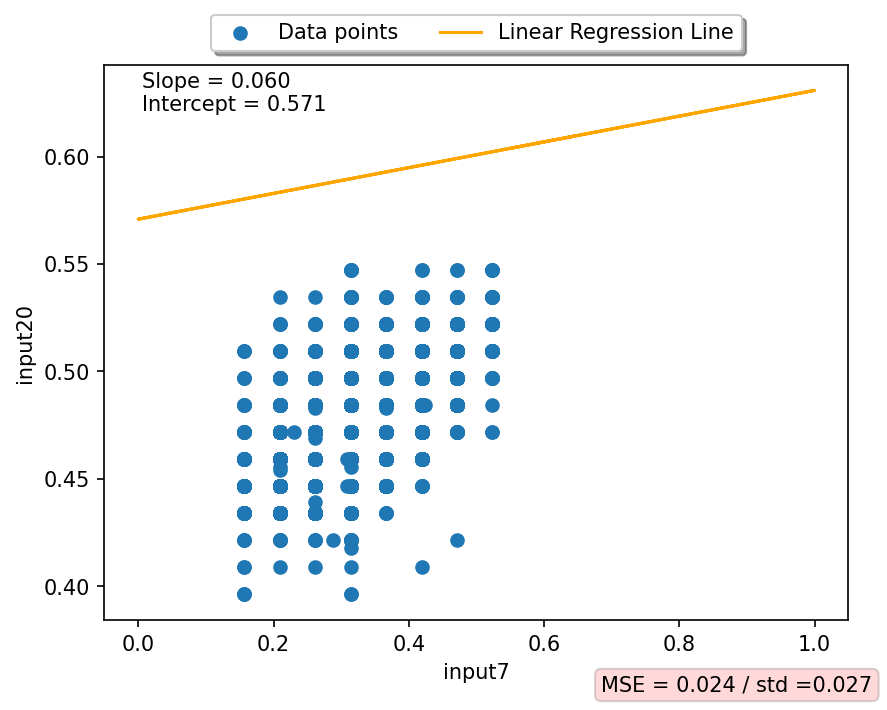 Data points
Linear Regression Line
Slope = 0.060
Intercept = 0.571
0.60
0.55
0.50
0.45
0.40
input20
0.0
0.2
0.4
0.6
0.8
1.0
input7
MSE = 0.024 / std =0.027